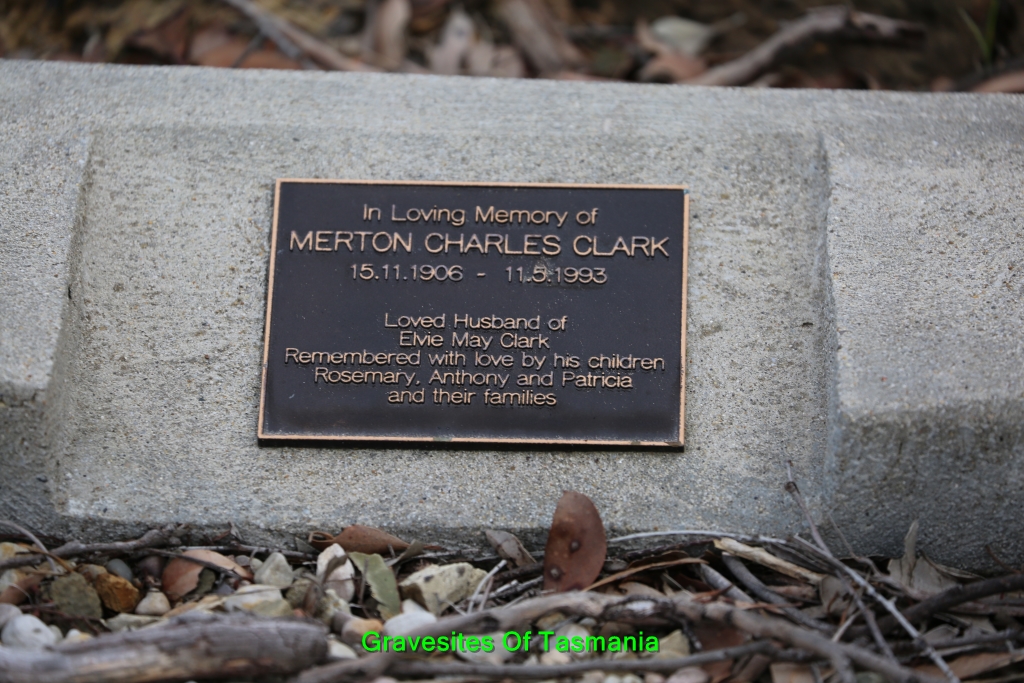 In Loving Memory of
MERTON CHARLES CLARK
15.11.1906 - 11.5.1993
Loved Husband of
Elvie May Clark
Remembered with love by his children
Rosemary, Anthony and Patricia
and their families
Gravesites Of Tasmania